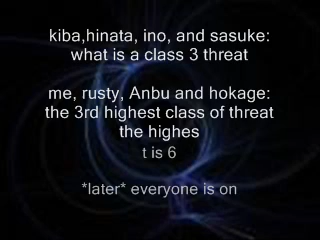 kiba,hinata, ino, and sasuke:
what is a class 3 threat
me, rusty, Anbu and hokage:
the 3rd highest class of threat
the highes
t is 6
*later* everyone is on